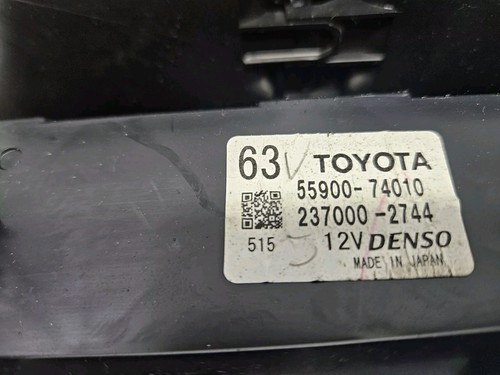 63 TOYOTA
55900-74010
237000-2744
515 12V DENSO
MADE IN JAPAN